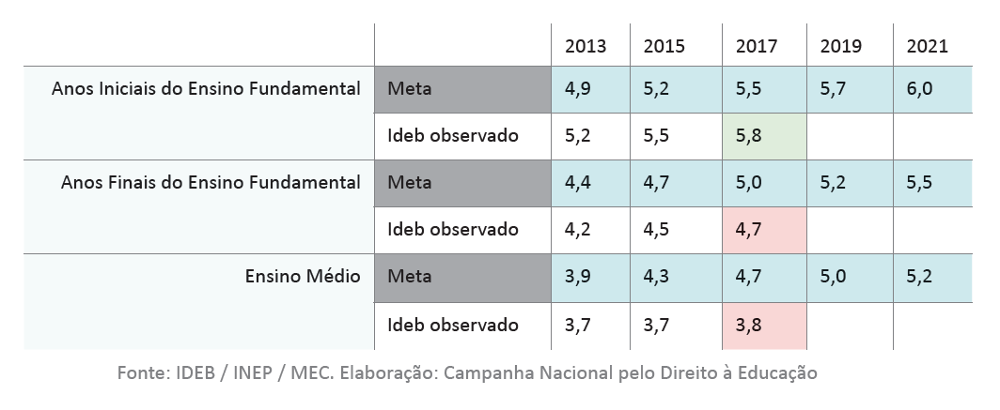 2013 2015 2017 2019 2021
Anos Iniciais do Ensino Fundamental Meta 4,9 5,2 5,5 5,7 6,0
Ideb observado 5,2 5,5 5,8
Anos Finais do Ensino Fundamental Meta 4,4 4,7 5,0 5,2 5,5
Ideb observado 4,2 4,5 4,7
Ensino Médio Meta 3,9 4,3 4,7 5,0 5,2
Ideb observado 3,7 3,7 3,8
Fonte: IDEB / INEP / MEC. Elaboração: Campanha Nacional pelo Direito à Educação